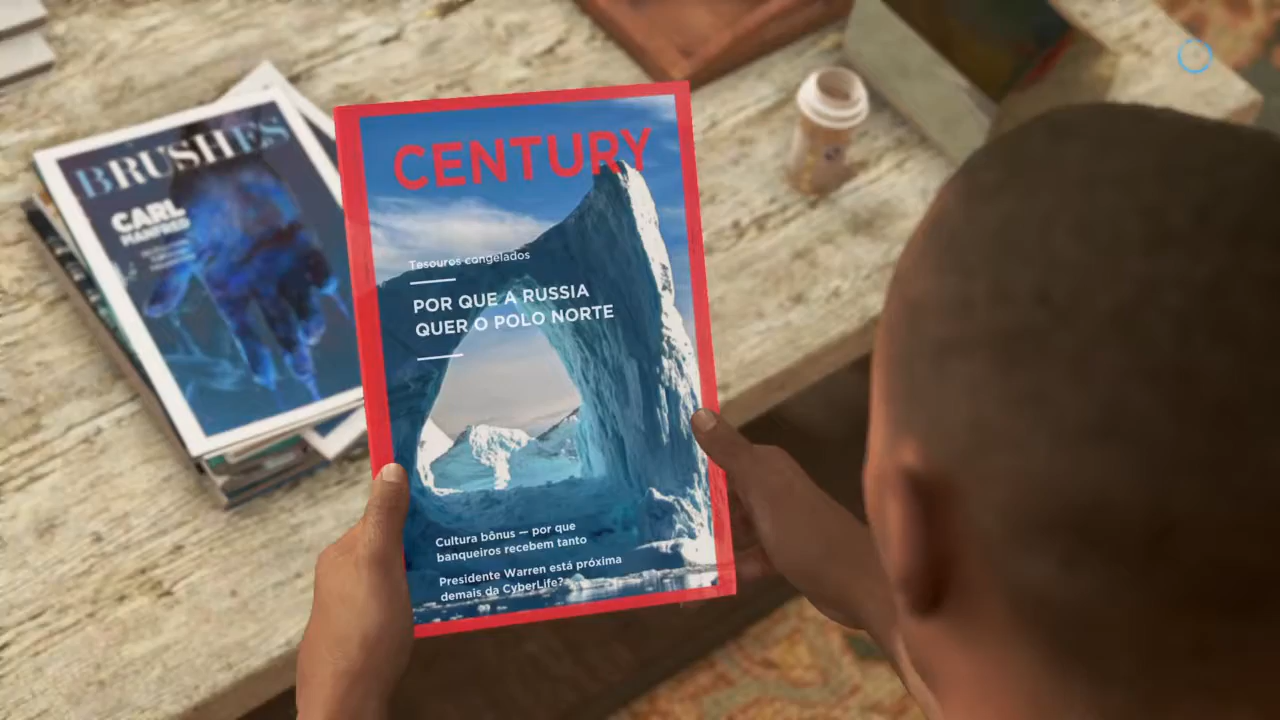 BRUSHES
CARL
MANFRED
CENTURY
Tesouros congelados
POR QUE A RUSSIA
QUER O POLO NORTE
Cultura bônus — por que
banqueiros recebem tanto
Presidente Warren está próxima
demais da CyberLife?